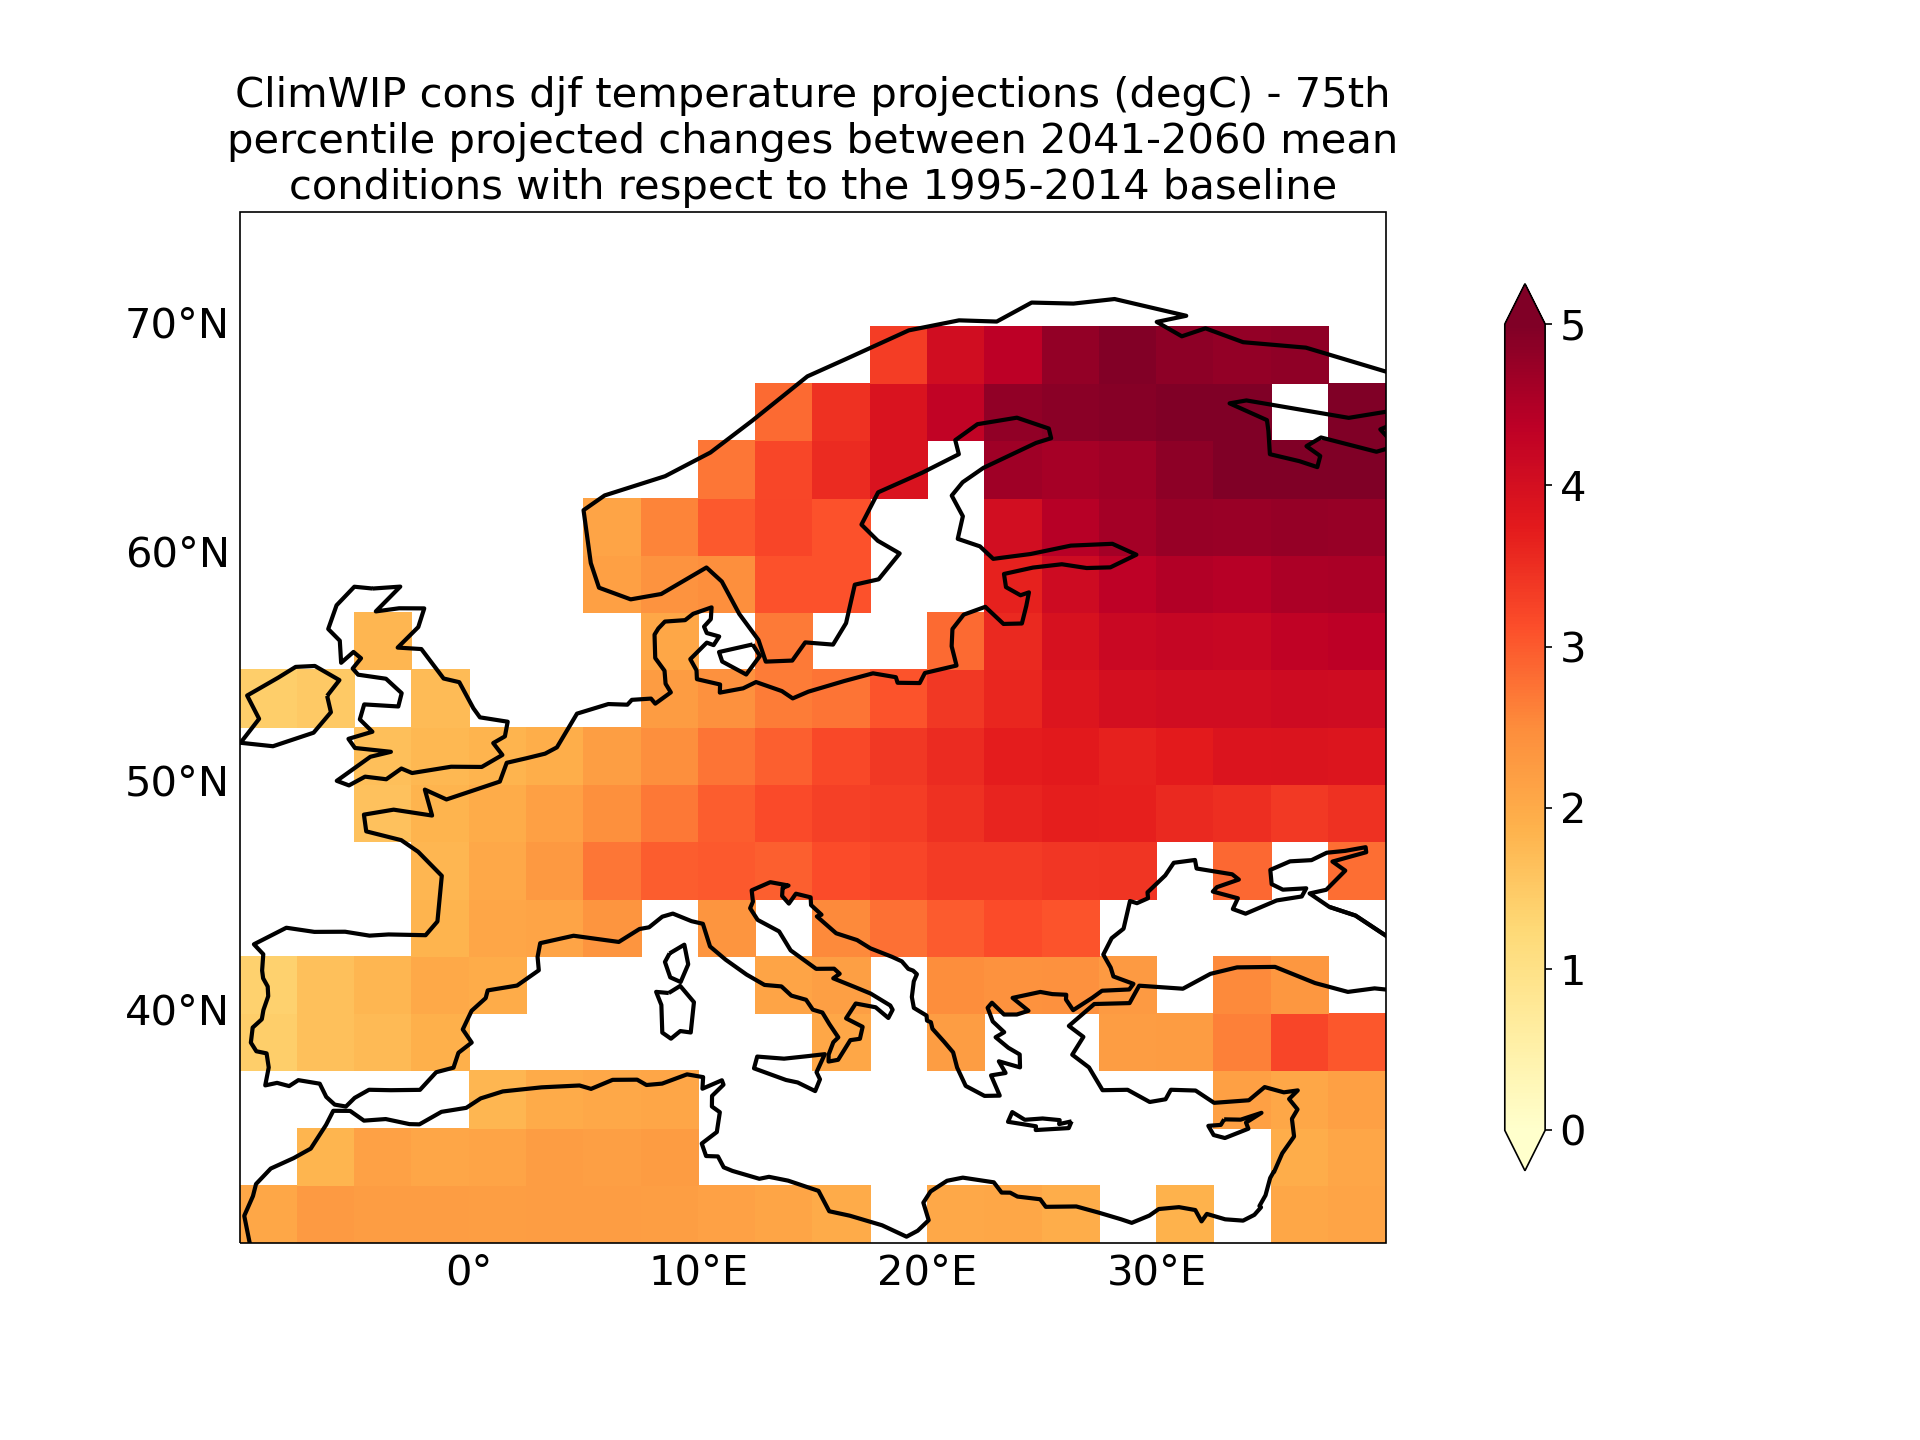 ClimWIP cons djf temperature projections (degC) - 75th
percentile projected changes between 2041-2060 mean
conditions with respect to the 1995-2014 baseline
70°N
60°N
50°N
40°N
0°
10°E
20°E
30°E
5
4
3
2
1
0